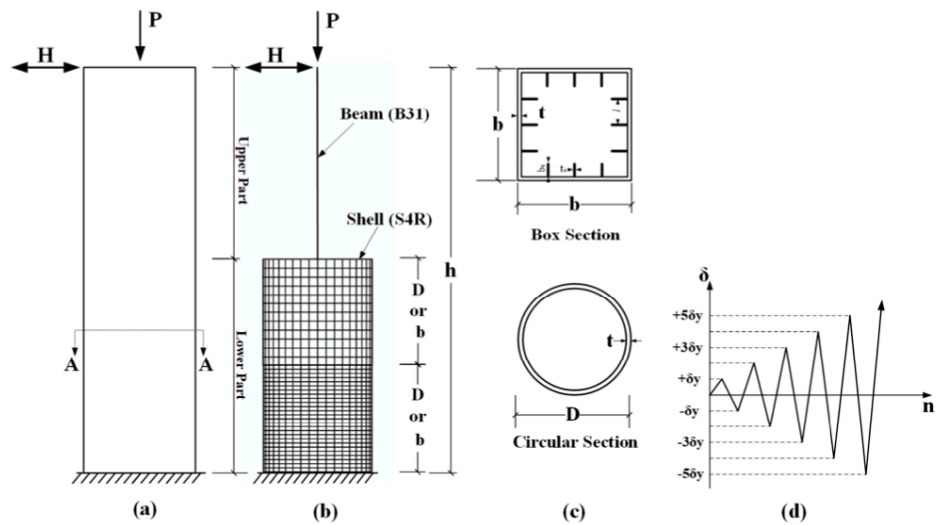 P
H
Upper Part
Lower Part
A
A
(a)
P
H
Beam (B31)
Shell (S4R)
D
or
b
D
or
b
h
(b)
b
t
b
Box Section
t
D
Circular Section
(c)
δ
+5δy
+3δy
+δy
-δy
-3δy
-5δy
n
(d)